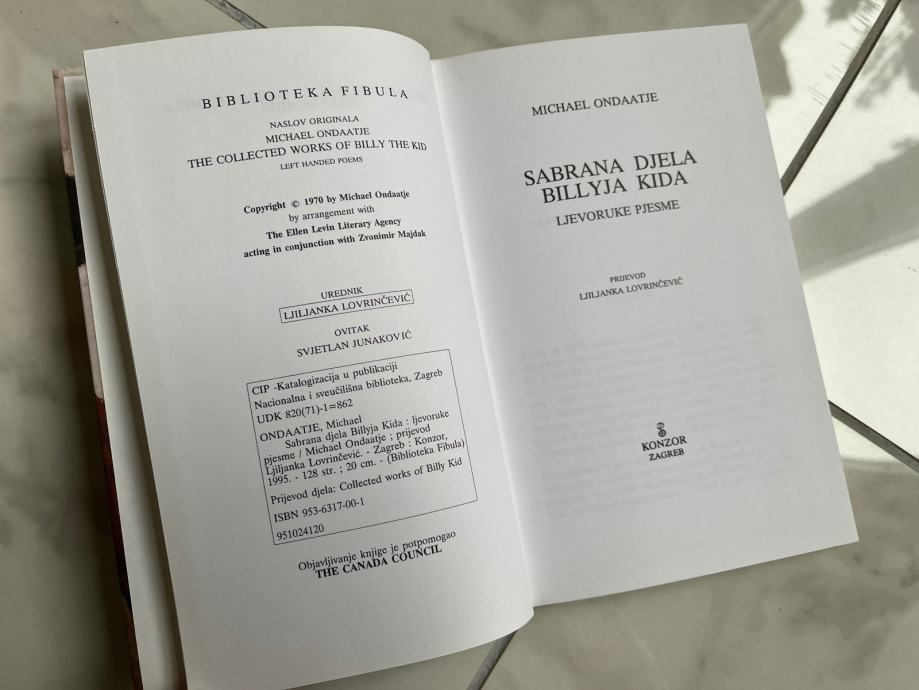 BIBLIOTEKA FIBULA
NASLOV ORIGINALA
MICHAEL ONDAATJE
THE COLLECTED WORKS OF BILLY THE KID
LEFT HANDED POEMS
Copyright © 1970 by Michael Ondaatje
by arrangement with
The Ellen Levin Literary Agency
acting in conjunction with Zvonimir Majdak
UREDNIK
LJILJANKA LOVRINČEVIĆ
OVITAK
SVJETLAN JUNAKOVIĆ
CIP -Katalogizacija u publikaciji
Nacionalna i sveučilišna biblioteka, Zagreb
UDK 820(71)-1=862
ONDAATJE, Michael
Sabrana djela Billyja Kida : ljevoruke
pjesme / Michael Ondaatje ; prijevod
Ljiljanka Lovrinčević. - Zagreb : Konzor,
1995. - 128 str. ; 20 cm. - (Biblioteka Fibula)
Prijevod djela: Collected works of Billy Kid
ISBN 953-6317-00-1
951024120
Objavljivanje knjige je potpomogao
THE CANADA COUNCIL
MICHAEL ONDAATJE
SABRANA DJELA
BILLYJA KIDA
LJEVORUKE PJESME
PRIJEVOD
LJILJANKA LOVRINČEVIĆ
KONZOR
ZAGREB